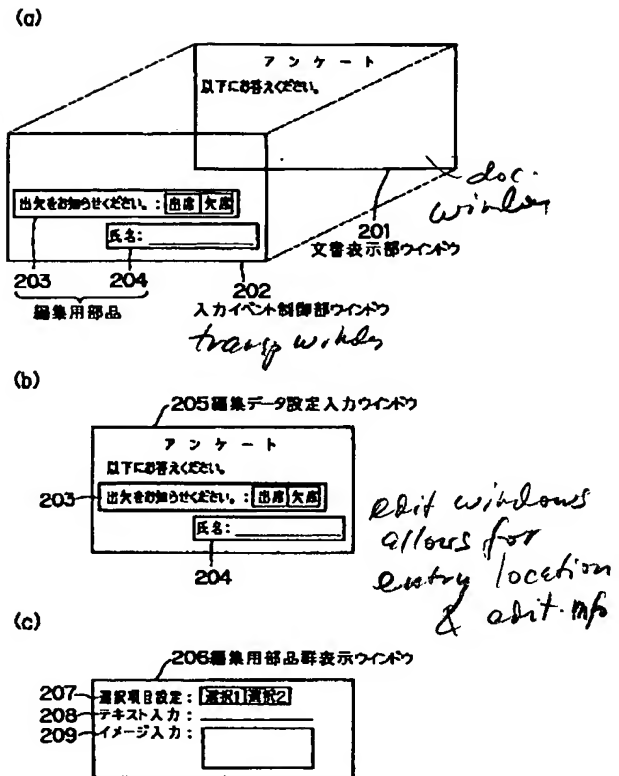 (a)
アンケート
以下にお答えください。
doc.
window
出欠をお知らせください。: 出席 欠席
氏名:
201
文書表示部ウインドウ
203 204
編集用部品
202
入力イベント制御部ウインドウ
transp window
(b)
205編集データ設定入力ウインドウ
アンケート
以下にお答えください。
203
出欠をお知らせください。: 出席 欠席
氏名:
204
edit windows
allows for
entry location
& edit info
(c)
206編集用部品群表示ウインドウ
207 選択項目設定: 選択1 選択2
208 テキスト入力:
209 イメージ入力: